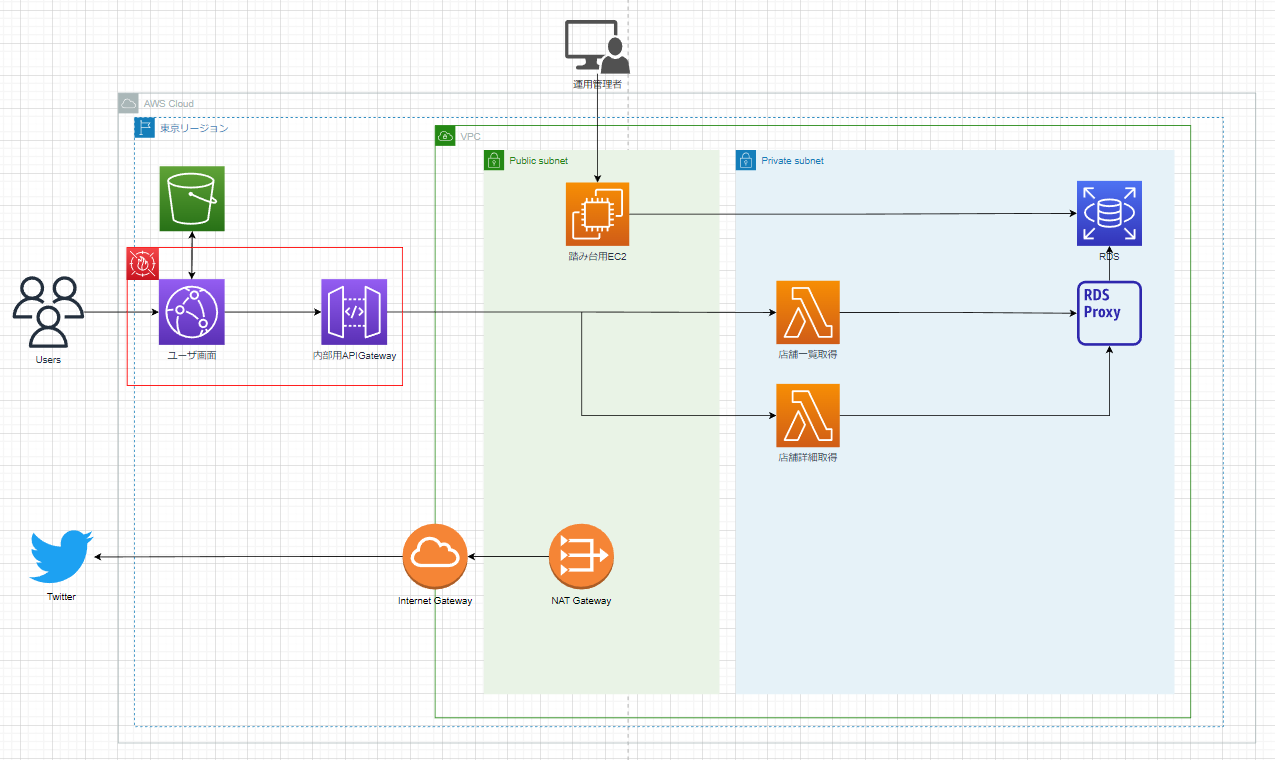 運用管理者
AWS Cloud
東京リージョン
VPC
Public subnet
Private subnet
踏み台用EC2
RDS
RDS
Proxy
Users
ユーザ画面
内部用APIGateway
店舗一覧取得
店舗詳細取得
Twitter
Internet Gateway
NAT Gateway